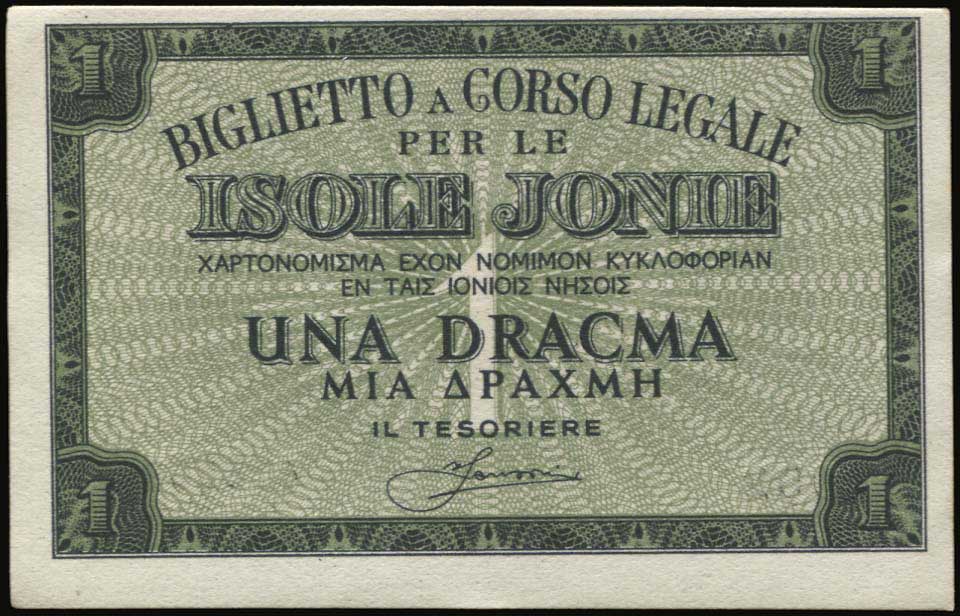 1 1
BIGLIETTO A CORSO LEGALE
PER LE
ISOLE JONIE
ΧΑΡΤΟΝΟΜΙΣΜΑ ΕΧΟΝ ΝΟΜΙΜΟΝ ΚΥΚΛΟΦΟΡΙΑΝ
ΕΝ ΤΑΙΣ ΙΟΝΙΟΙΣ ΝΗΣΟΙΣ
1
UNA DRACMA
ΜΙΑ ΔΡΑΧΜΗ
IL TESORIERE
1 1